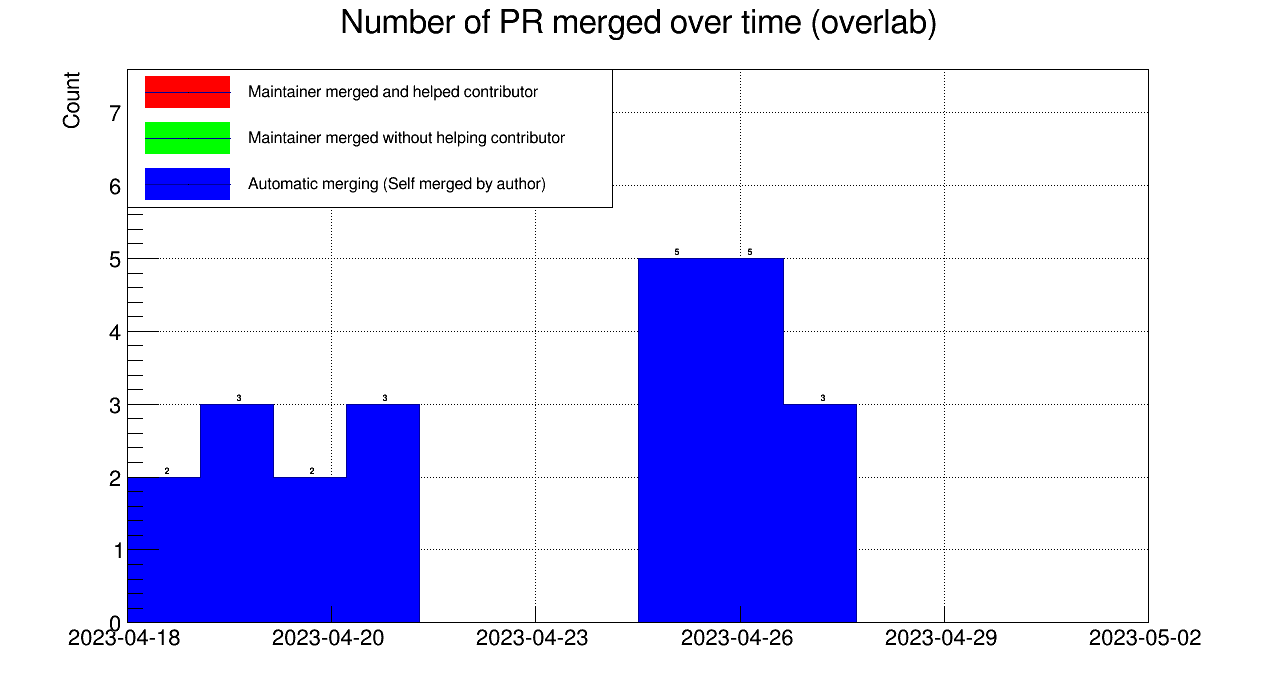 Number of PR merged over time (overlab)
Count
Maintainer merged and helped contributor
Maintainer merged without helping contributor
Automatic merging (Self merged by author)
7
6
5
4
3
2
1
0
2 3 2 3 5 5 3
2023-04-18 2023-04-20 2023-04-23 2023-04-26 2023-04-29 2023-05-02